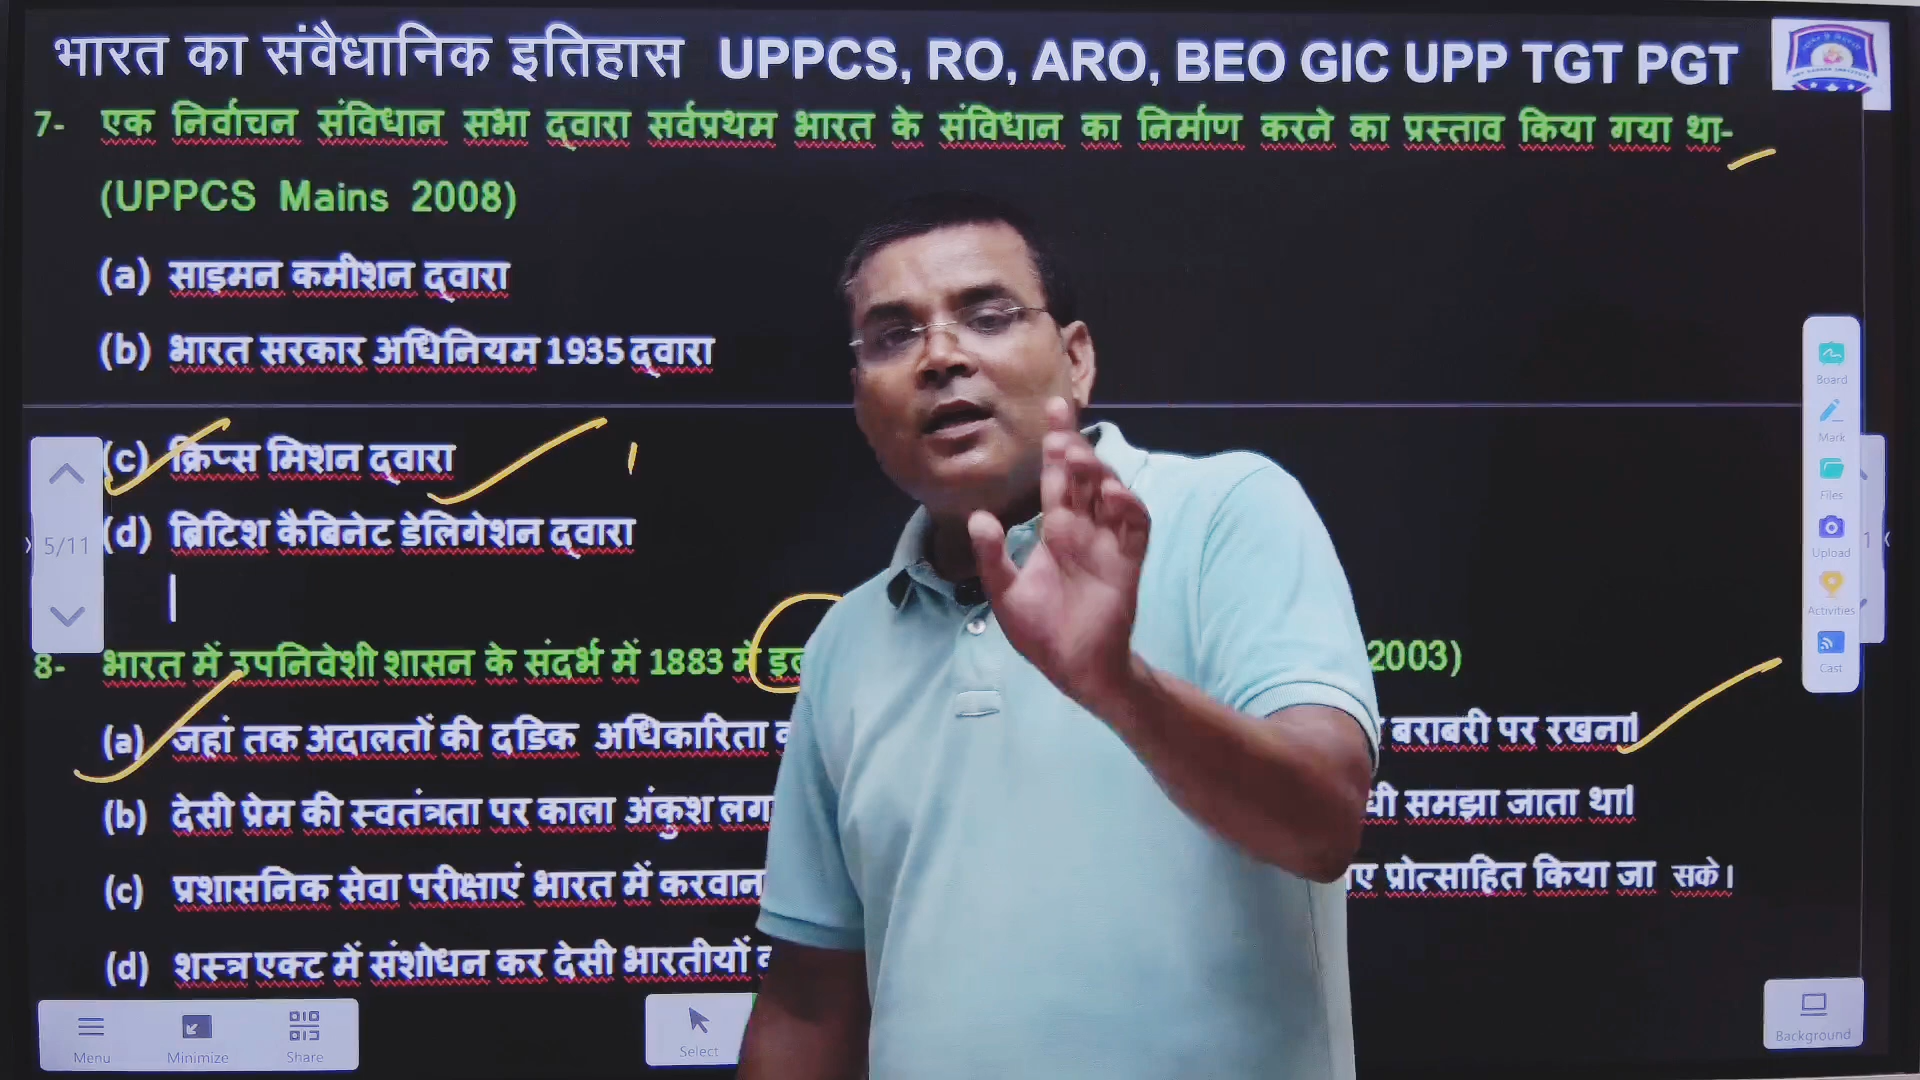 भारत का संवैधानिक इतिहास UPPCS, RO, ARO, BEO GIC UPP TGT PGT
7- एक निर्वाचन संविधान सभा द्वारा सर्वप्रथम भारत के संविधान का निर्माण करने का प्रस्ताव किया गया था-
(UPPCS Mains 2008)
(a) साइमन कमीशन द्वारा
(b) भारत सरकार अधिनियम 1935 द्वारा
(c) क्रिप्स मिशन द्वारा
(d) ब्रिटिश कैबिनेट डेलिगेशन द्वारा
5/11
8- भारत में उपनिवेशी शासन के संदर्भ में 1883 में 2003)
(a) जहां तक अदालतों की दंडिक अधिकारिता बराबरी पर रखना।
(b) देसी प्रेम की स्वतंत्रता पर काला अंकुश समझा जाता था।
(c) प्रशासनिक सेवा परीक्षाएं भारत में प्रोत्साहित किया जा सके।
(d) शस्त्र एक्ट में संशोधन कर देसी भारतीयों
Board
Mark
Files
Upload
Activities
Cast
Menu
Minimize
Share
Select
Background